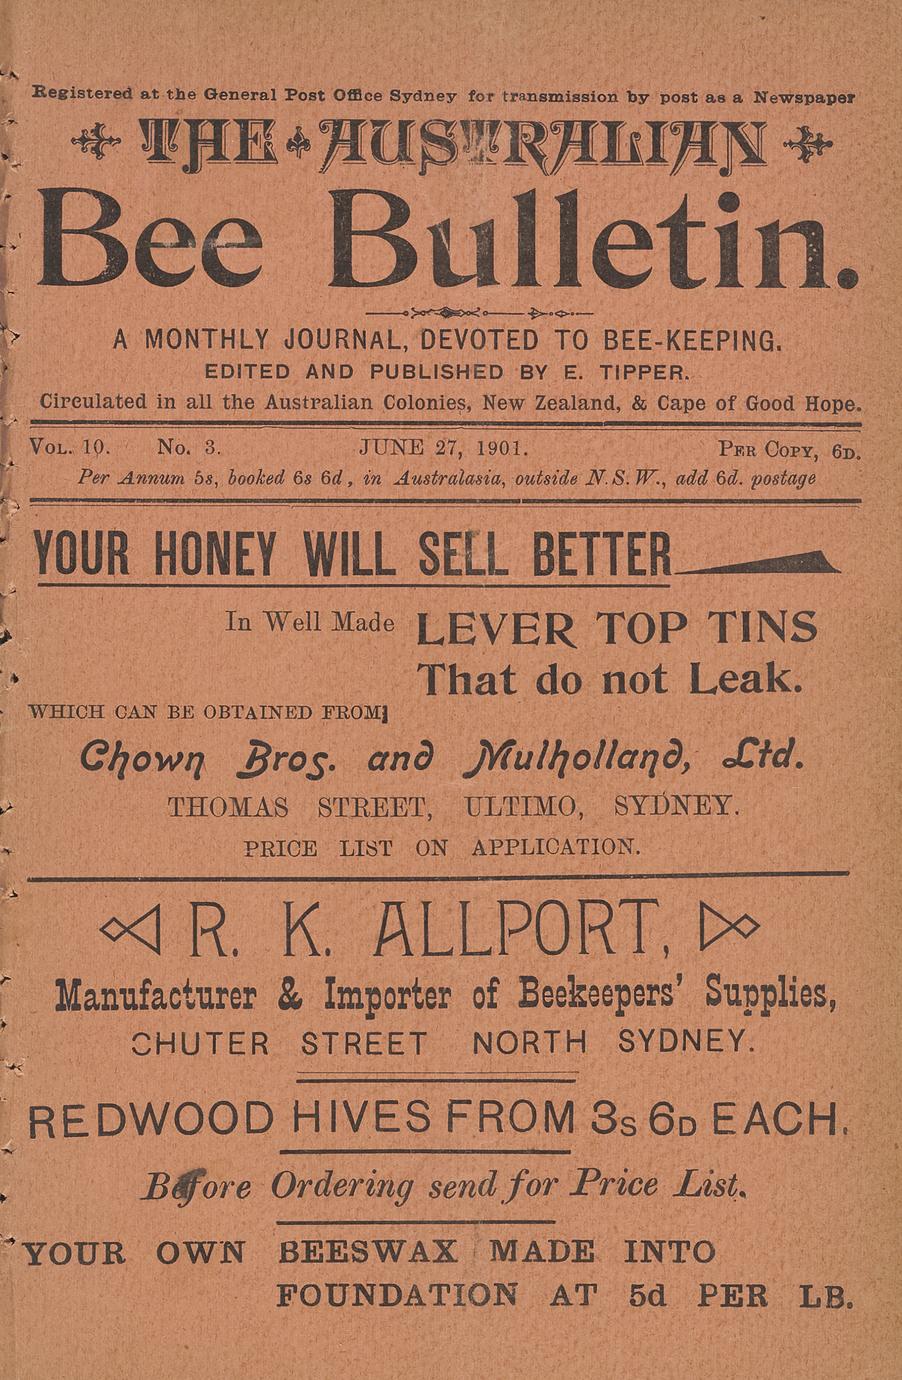 Registered at the General Post Office Sydney for transmission by post as a Newspaper
THE AUSTRALIAN
Bee Bulletin.
A MONTHLY JOURNAL, DEVOTED TO BEE-KEEPING.
EDITED AND PUBLISHED BY E. TIPPER.
Circulated in all the Australian Colonies, New Zealand, & Cape of Good Hope.
VOL. 10. No. 3. JUNE 27, 1901. PER COPY, 6D.
Per Annum 5s, booked 6s 6d, in Australasia, outside N.S.W., add 6d. postage
YOUR HONEY WILL SELL BETTER
In Well Made LEVER TOP TINS
That do not Leak.
WHICH CAN BE OBTAINED FROM
Chown Bros. and Mulholland, Ltd.
THOMAS STREET, ULTIMO, SYDNEY.
PRICE LIST ON APPLICATION.
R. K. ALLPORT,
Manufacturer & Importer of Beekeepers' Supplies,
CHUTER STREET NORTH SYDNEY.
REDWOOD HIVES FROM 3s 6D EACH.
Before Ordering send for Price List.
YOUR OWN BEESWAX MADE INTO
FOUNDATION AT 5d PER LB.